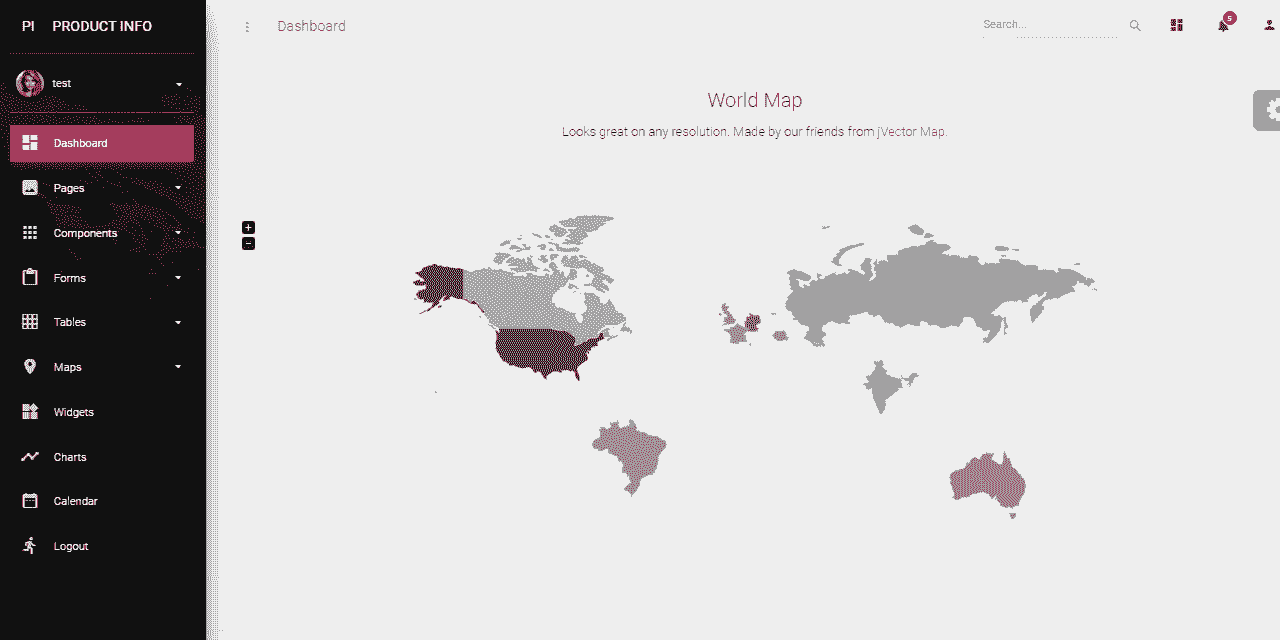 PI PRODUCT INFO
test
Dashboard
Pages
Components
Forms
Tables
Maps
Widgets
Charts
Calendar
Logout
Dashboard
Search...
5
World Map
Looks great on any resolution. Made by our friends from jVector Map.
+
−